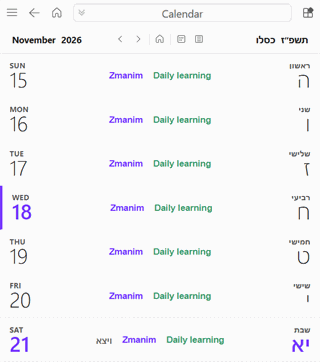 Calendar
November 2026 תשפ״ז כסלו
SUN ראשון
15 Zmanim Daily learning ה
MON שני
16 Zmanim Daily learning ו
TUE שלישי
17 Zmanim Daily learning ז
WED רביעי
18 Zmanim Daily learning ח
THU חמישי
19 Zmanim Daily learning ט
FRI שישי
20 Zmanim Daily learning י
SAT שבת
21 ויצא Zmanim Daily learning יא